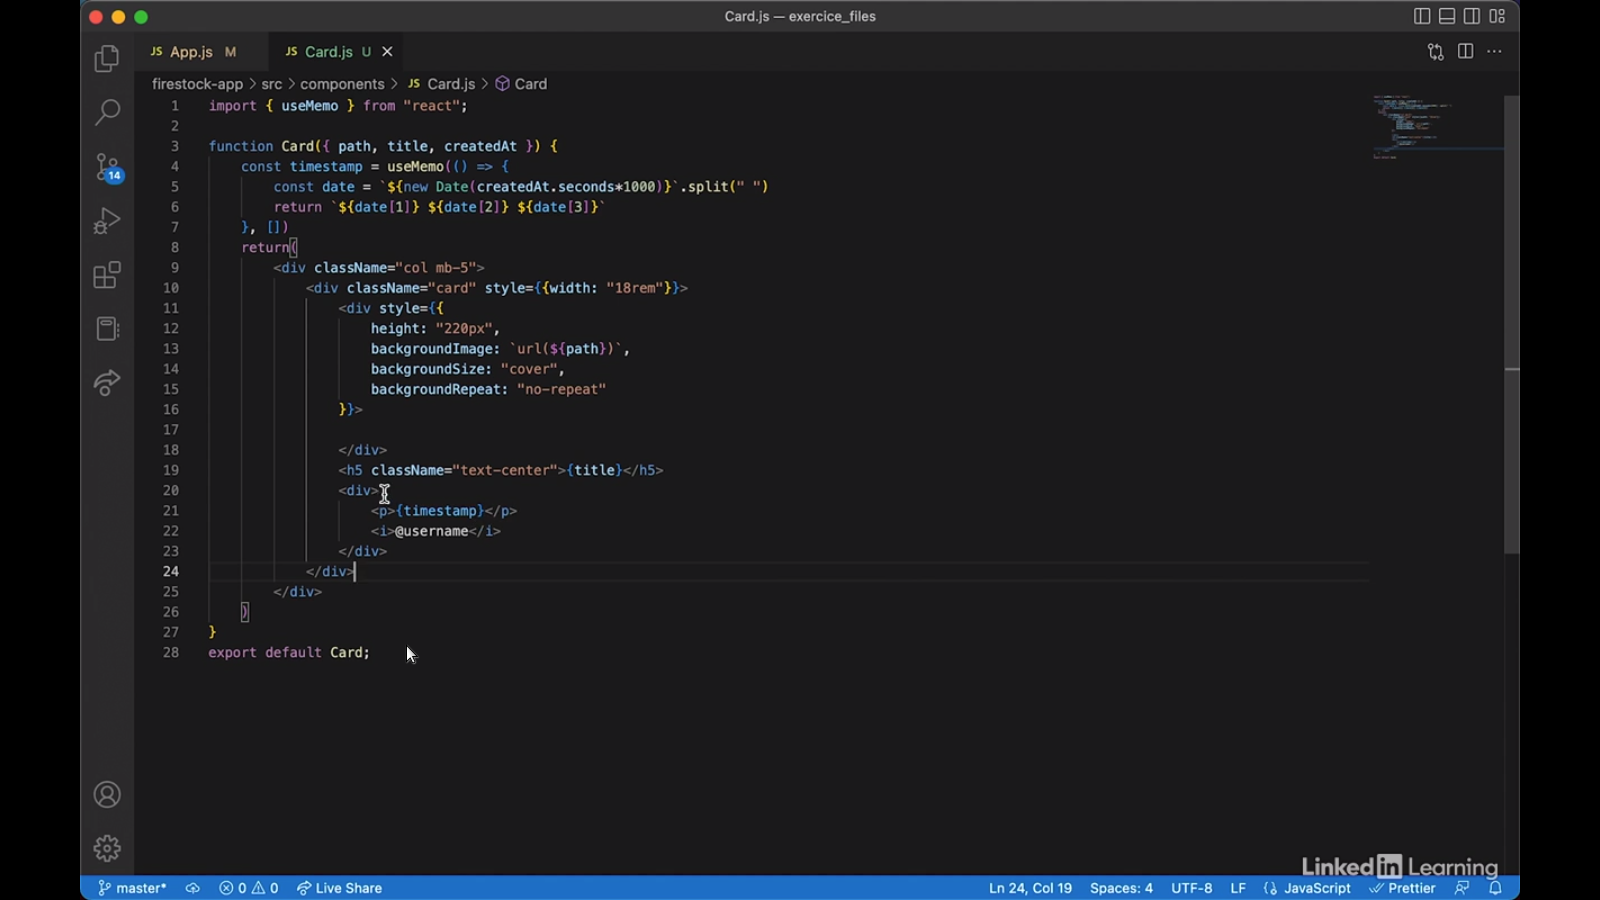 Card.js — exercice_files
JS App.js M
JS Card.js U
firestock-app > src > components > JS Card.js > Card
1 import { useMemo } from "react";
2
3 function Card({ path, title, createdAt }) {
4 const timestamp = useMemo(() => {
5 const date = `${new Date(createdAt.seconds*1000)}`.split(" ")
6 return `${date[1]} ${date[2]} ${date[3]}`
7 }, [])
8 return(
9 <div className="col mb-5">
10 <div className="card" style={{width: "18rem"}}>
11 <div style={{
12 height: "220px",
13 backgroundImage: `url(${path})`,
14 backgroundSize: "cover",
15 backgroundRepeat: "no-repeat"
16 }}>
17
18 </div>
19 <h5 className="text-center">{title}</h5>
20 <div>
21 <p>{timestamp}</p>
22 <i>@username</i>
23 </div>
24 </div>
25 </div>
26 )
27 }
28 export default Card;
14
LinkedIn Learning
master* 0 0 Live Share Ln 24, Col 19 Spaces: 4 UTF-8 LF JavaScript Prettier